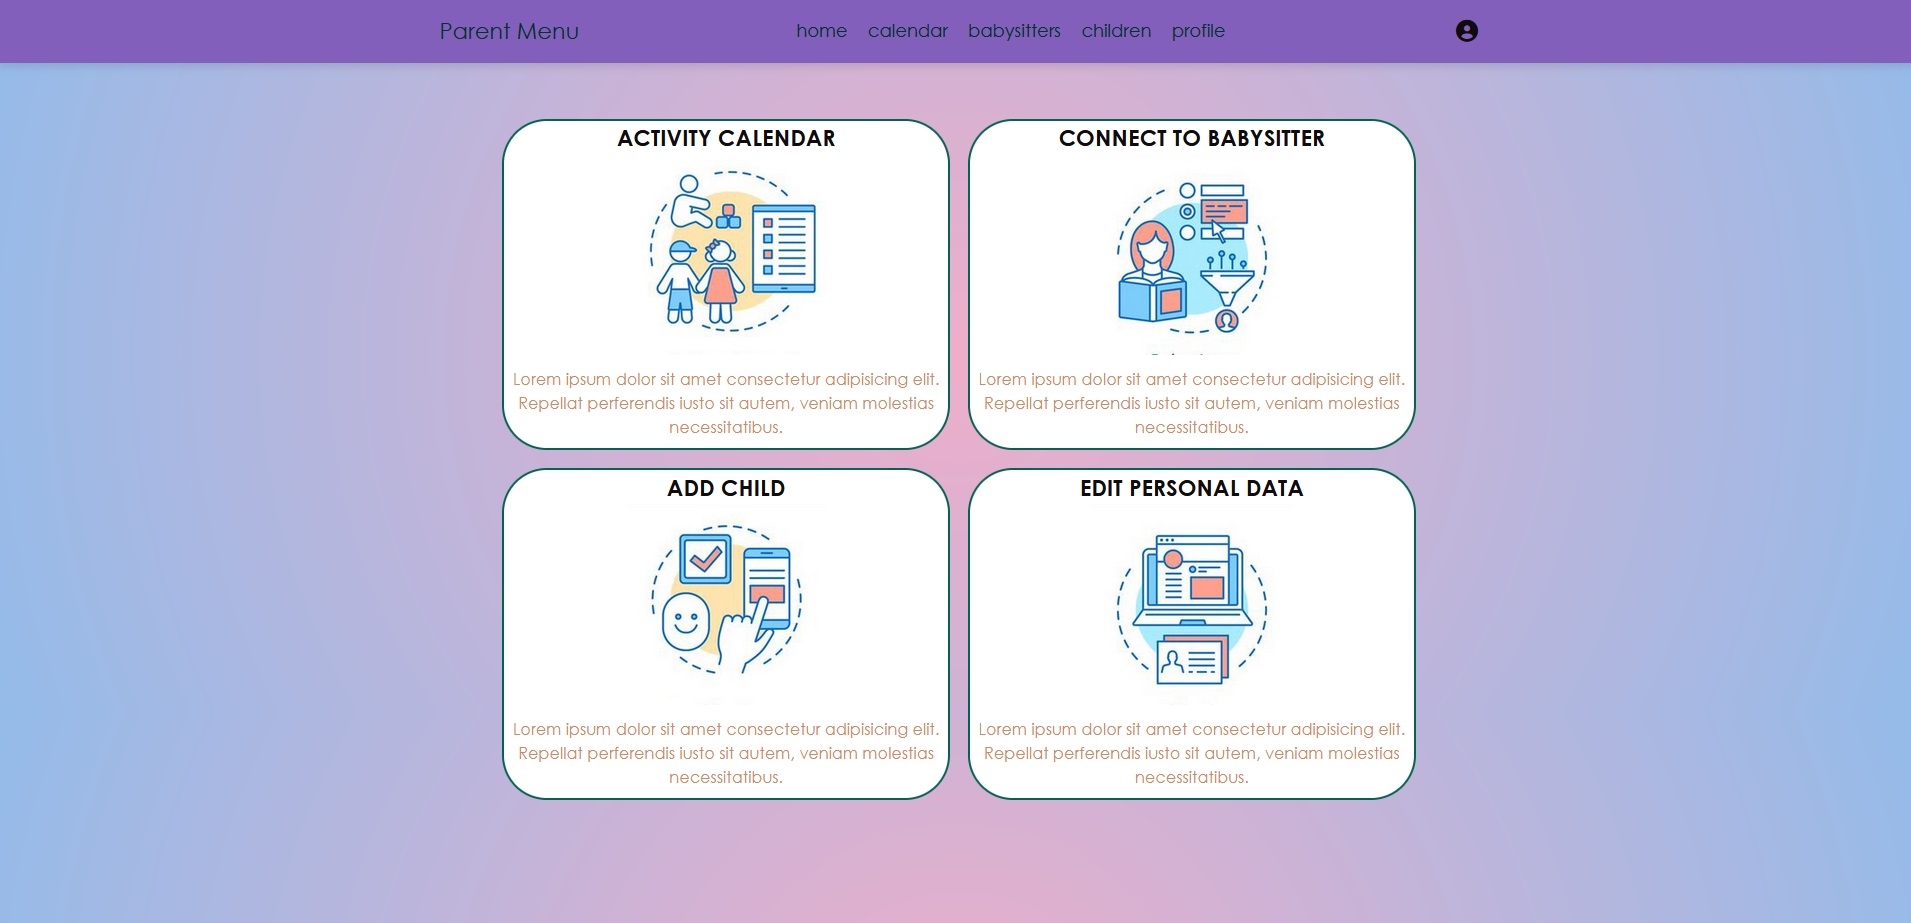 Parent Menu
home calendar babysitters children profile
ACTIVITY CALENDAR
Lorem ipsum dolor sit amet consectetur adipisicing elit.
Repellat perferendis iusto sit autem, veniam molestias
necessitatibus.
CONNECT TO BABYSITTER
Lorem ipsum dolor sit amet consectetur adipisicing elit.
Repellat perferendis iusto sit autem, veniam molestias
necessitatibus.
ADD CHILD
Lorem ipsum dolor sit amet consectetur adipisicing elit.
Repellat perferendis iusto sit autem, veniam molestias
necessitatibus.
EDIT PERSONAL DATA
Lorem ipsum dolor sit amet consectetur adipisicing elit.
Repellat perferendis iusto sit autem, veniam molestias
necessitatibus.